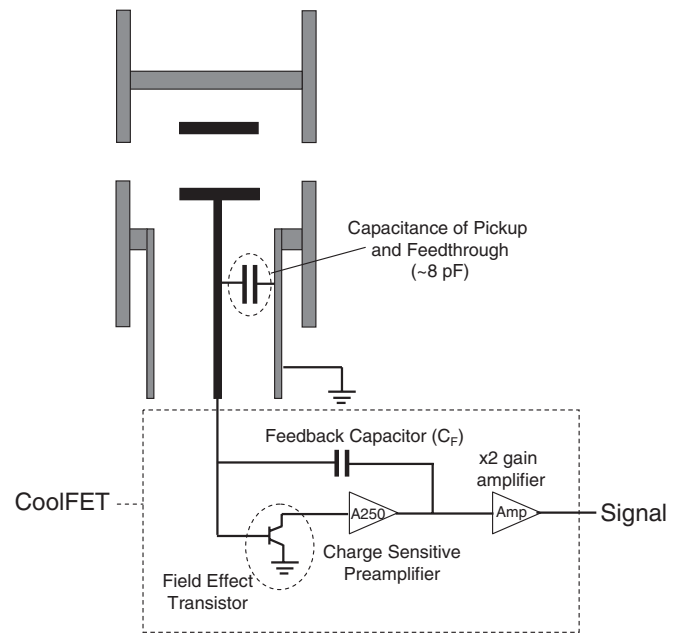 Capacitance of Pickup
and Feedthrough
(~8 pF)
Feedback Capacitor (CF)
x2 gain
amplifier
CoolFET
A250
Amp
Signal
Charge Sensitive
Preamplifier
Field Effect
Transistor